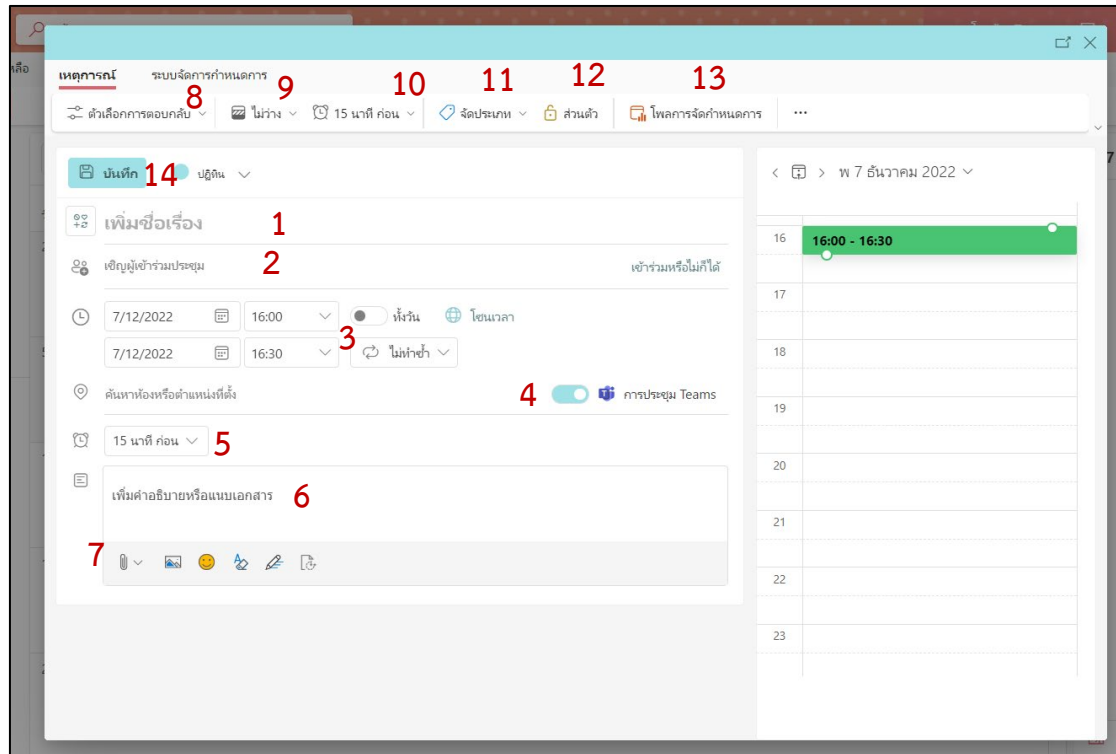 เหตุการณ์ ระบบจัดการกำหนดการ
8 9 10 11 12 13
ตัวเลือกการตอบกลับ ไม่ว่าง 15 นาที ก่อน จัดประเภท ส่วนตัว โพลการจัดกำหนดการ ...
บันทึก 14 ปฏิทิน
เพิ่มชื่อเรื่อง 1
เชิญผู้เข้าร่วมประชุม 2 เข้าร่วมหรือไม่ก็ได้
7/12/2022 16:00 ทั้งวัน โซนเวลา
3
7/12/2022 16:30 ไม่ทำซ้ำ
ค้นหาห้องหรือตำแหน่งที่ตั้ง 4 การประชุม Teams
15 นาที ก่อน 5
เพิ่มคำอธิบายหรือแนบเอกสาร 6
7
พ 7 ธันวาคม 2022
16 16:00 - 16:30
17
18
19
20
21
22
23